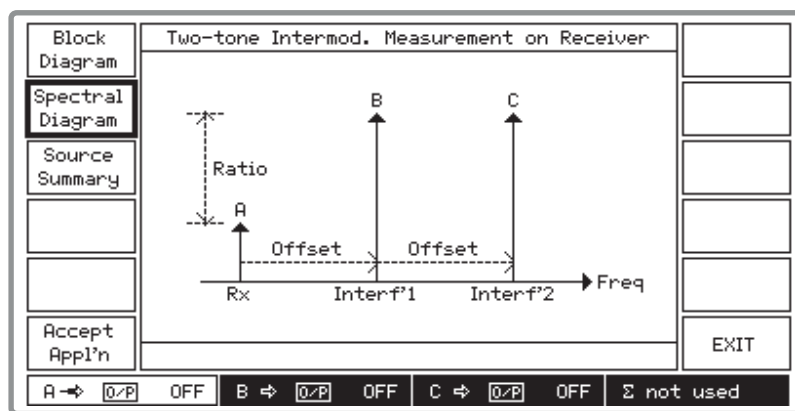 Block
Diagram
Two-tone Intermod. Measurement on Receiver
Spectral
Diagram
Source
Summary
B
C
Ratio
A
Offset
Offset
Freq
Rx
Interf'1
Interf'2
Accept
Appl'n
EXIT
A ➔ O/P OFF
B ⇨ O/P OFF
C ⇨ O/P OFF
Σ not used